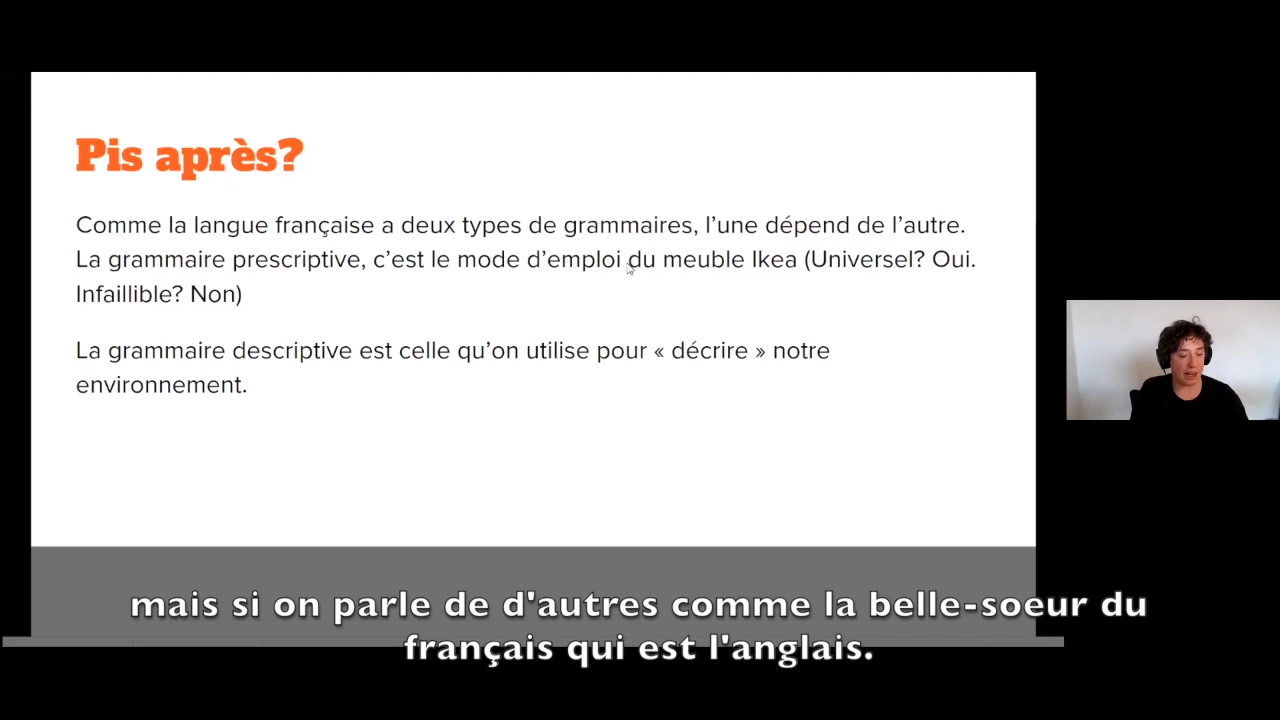 Pis après?
Comme la langue française a deux types de grammaires, l’une dépend de l’autre.
La grammaire prescriptive, c’est le mode d’emploi du meuble Ikea (Universel? Oui.
Infaillible? Non)
La grammaire descriptive est celle qu’on utilise pour « décrire » notre
environnement.
mais si on parle de d'autres comme la belle-soeur du
français qui est l'anglais.